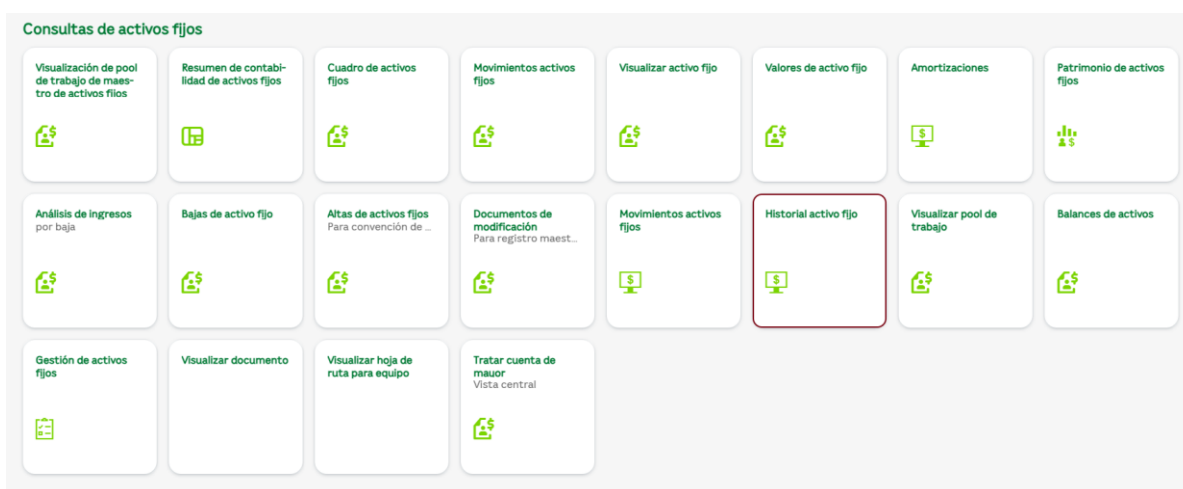 Consultas de activos fijos
Visualización de pool
de trabajo de maes-
tro de activos fijos
Resumen de contabi-
lidad de activos fijos
Cuadro de activos
fijos
Movimientos activos
fijos
Visualizar activo fijo
Valores de activo fijo
Amortizaciones
Patrimonio de activos
fijos
Análisis de ingresos
por baja
Bajas de activo fijo
Altas de activos fijos
Para convención de ...
Documentos de
modificación
Para registro maest...
Movimientos activos
fijos
Historial activo fijo
Visualizar pool de
trabajo
Balances de activos
Gestión de activos
fijos
Visualizar documento
Visualizar hoja de
ruta para equipo
Tratar cuenta de
mayor
Vista central